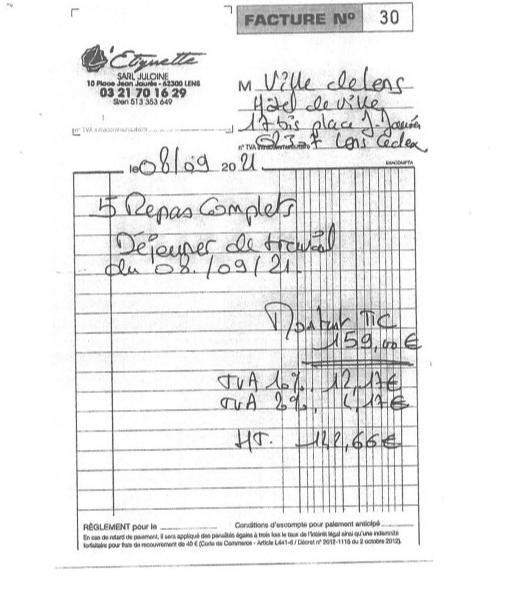 FACTURE N° 30
L'Etiquette
SARL JULCINE
10 Place Jean Jaurès - 62300 LENS
03 21 70 16 29
Siren 513 353 649
M Ville de Lens
Hôtel de Ville
17 bis place J. Jaurès
Lens Cedex
n° TVA intracommunautaire
n° TVA intracommunautaire
le 08/09 2021
EXACOMPTA
5 Repas Complets
Déjeuner de travail
du 08/09/21.
Montant TTC
159,00 €
TVA 10%. 12,17€
TVA 20%. 4,17€
HT. 142,66€
RÈGLEMENT pour le
Conditions d'escompte pour paiement anticipé
En cas de retard de paiement, il sera appliqué des pénalités égales à trois fois le taux de l'intérêt légal ainsi qu'une indemnité
forfaitaire pour frais de recouvrement de 40 € (Code de Commerce - Article L441-6 / Décret n° 2012-1115 du 2 octobre 2012).